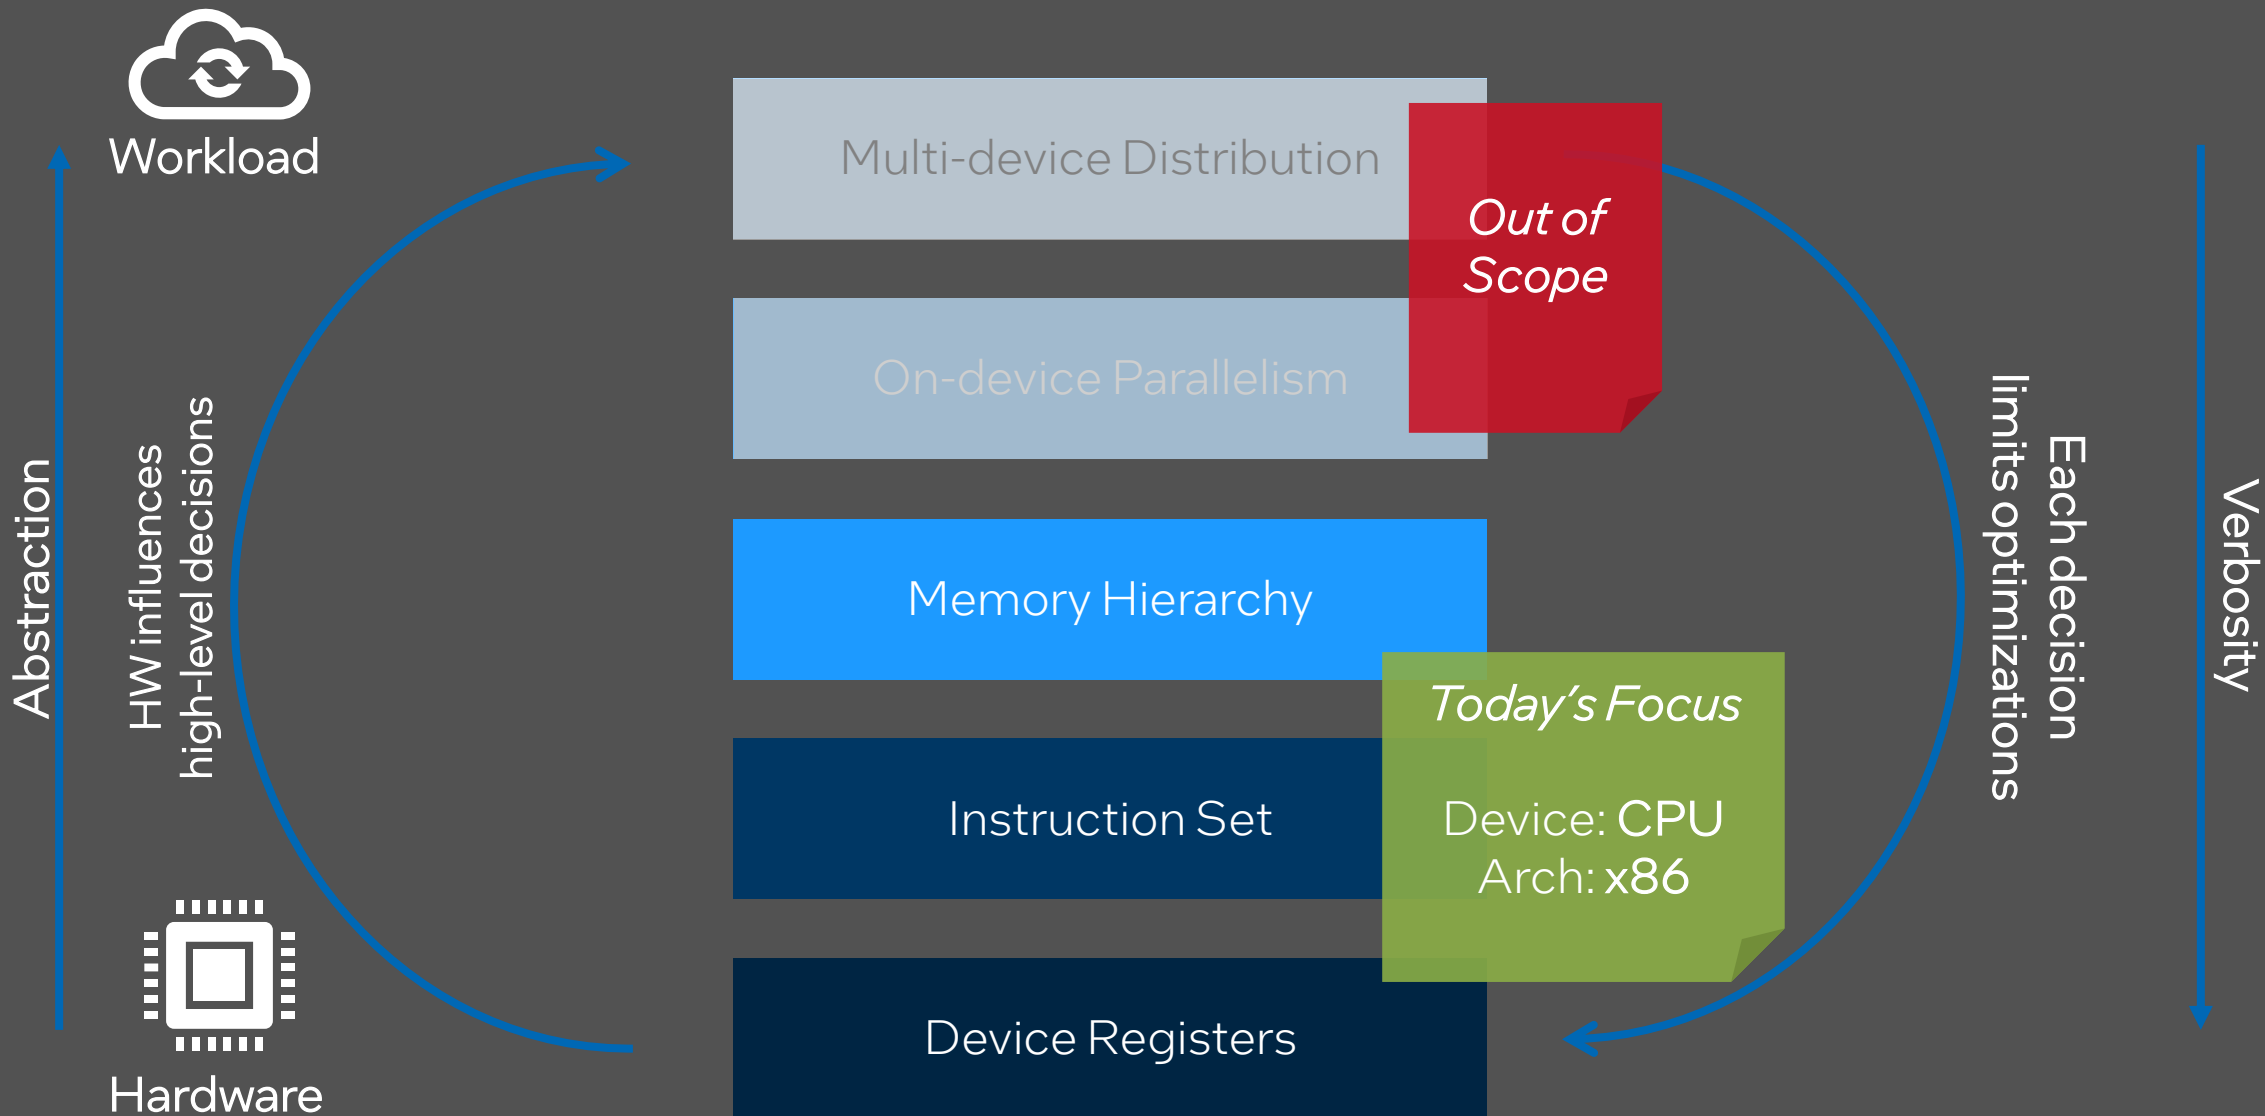 Workload
Multi-device Distribution
Out of
Scope
On-device Parallelism
Abstraction
HW influences
high-level decisions
Memory Hierarchy
Each decision
limits optimizations
Verbosity
Today's Focus
Instruction Set
Device: CPU
Arch: x86
Device Registers
Hardware